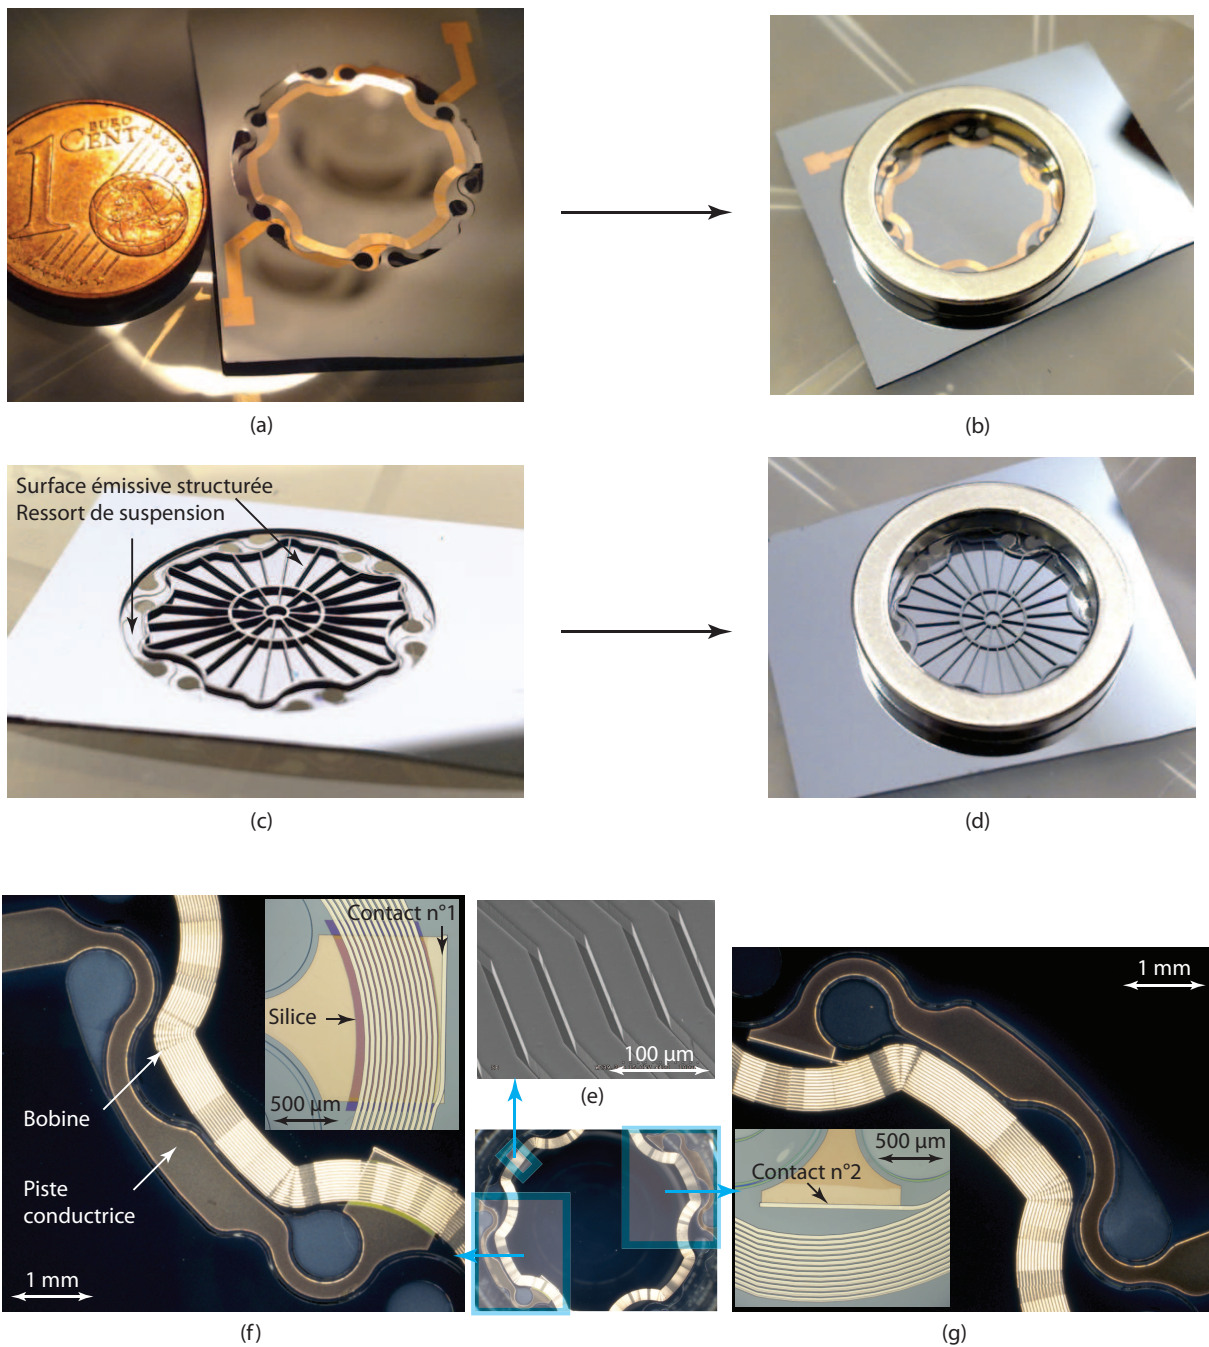 1 EURO
CENT
(a)
(b)
Surface émissive structurée
Ressort de suspension
(c)
(d)
Contact n°1
Silice
500 µm
Bobine
Piste
conductrice
1 mm
(f)
100 µm
(e)
1 mm
500 µm
Contact n°2
(g)